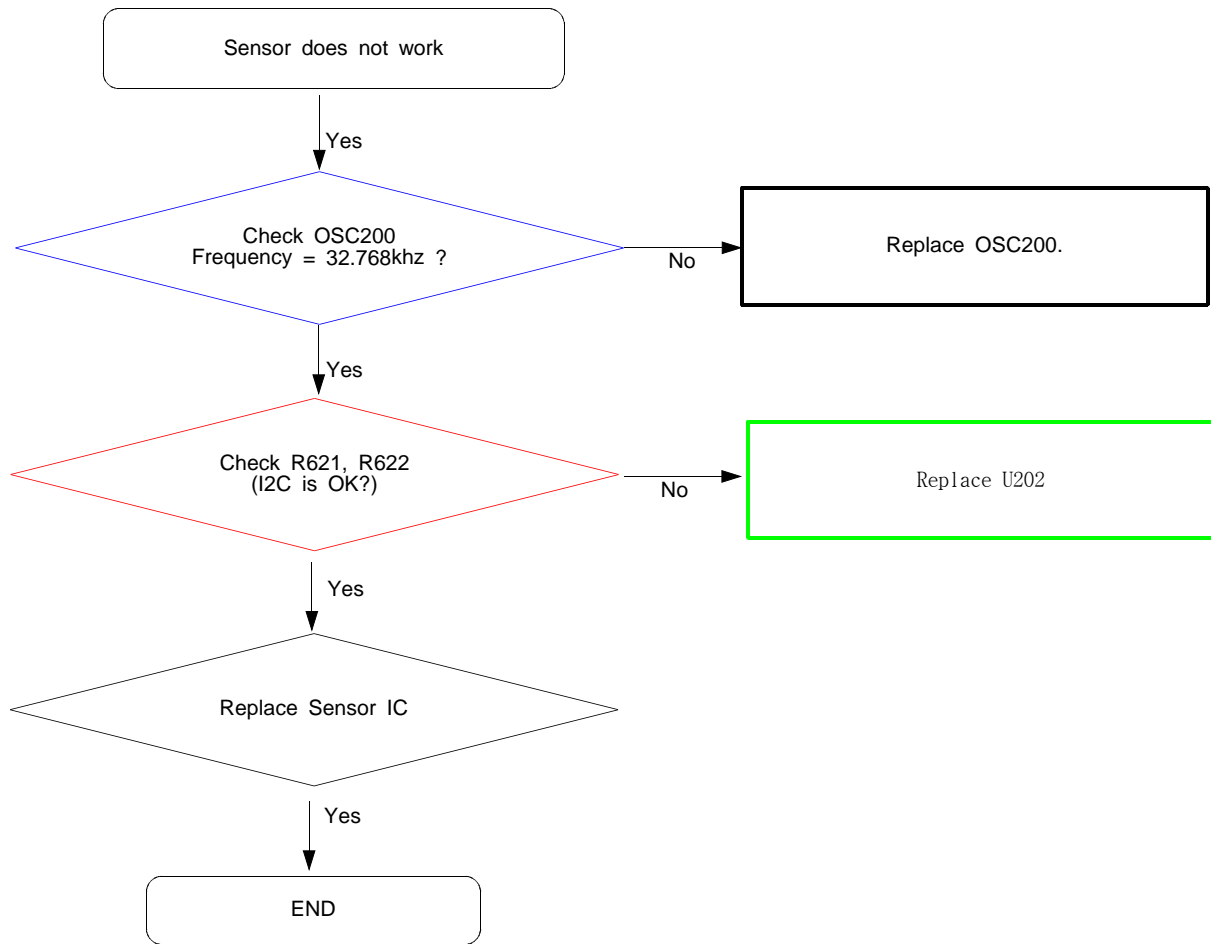 Sensor does not work
Yes
Check OSC200
Frequency = 32.768khz ?
No
Replace OSC200.
Yes
Check R621, R622
(I2C is OK?)
No
Replace U202
Yes
Replace Sensor IC
Yes
END